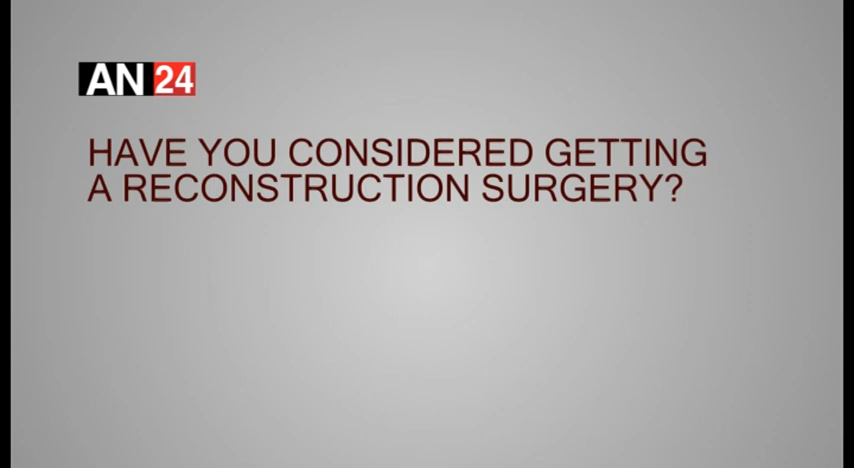 AN24
HAVE YOU CONSIDERED GETTING
A RECONSTRUCTION SURGERY?